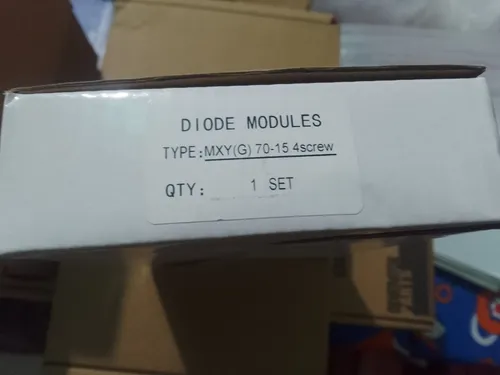 DIODE MODULES
TYPE: MXY(G) 70-15 4screw
QTY: 1 SET